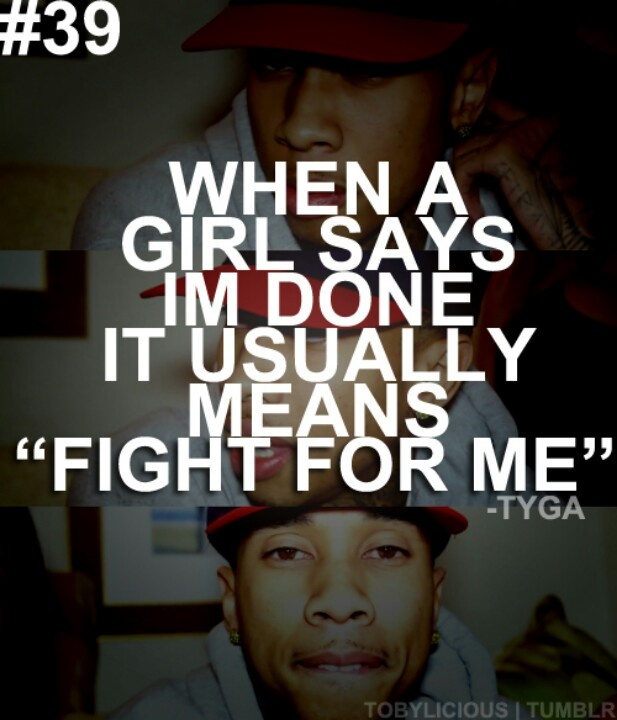 #39
WHEN A
GIRL SAYS
IM DONE
IT USUALLY
MEANS
“FIGHT FOR ME”
-TYGA
TOBYLICIOUS | TUMBLR